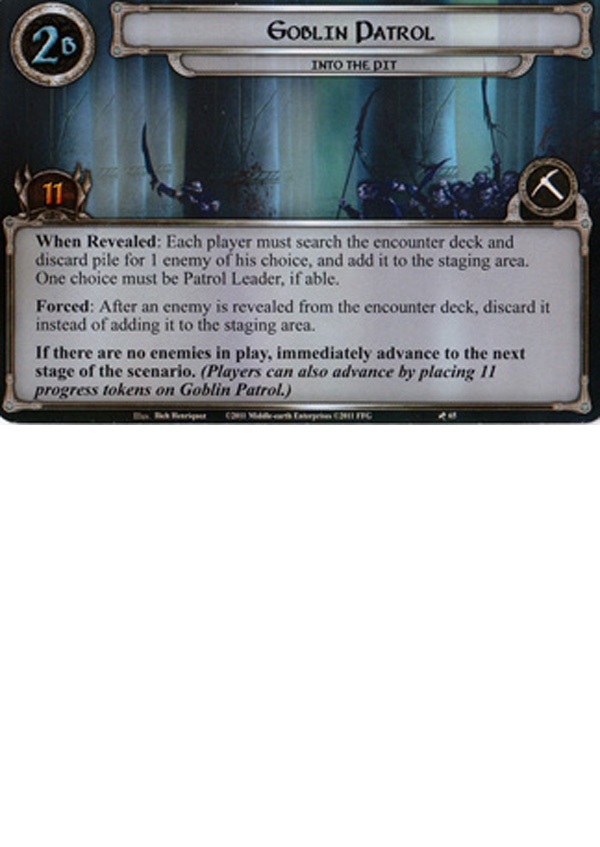 2B
GOBLIN PATROL
INTO THE PIT
11
When Revealed: Each player must search the encounter deck and
discard pile for 1 enemy of his choice, and add it to the staging area.
One choice must be Patrol Leader, if able.
Forced: After an enemy is revealed from the encounter deck, discard it
instead of adding it to the staging area.
If there are no enemies in play, immediately advance to the next
stage of the scenario. (Players can also advance by placing 11
progress tokens on Goblin Patrol.)
Illus. Rich Henriquez ©2011 Middle-earth Enterprises ©2011 FFG 65